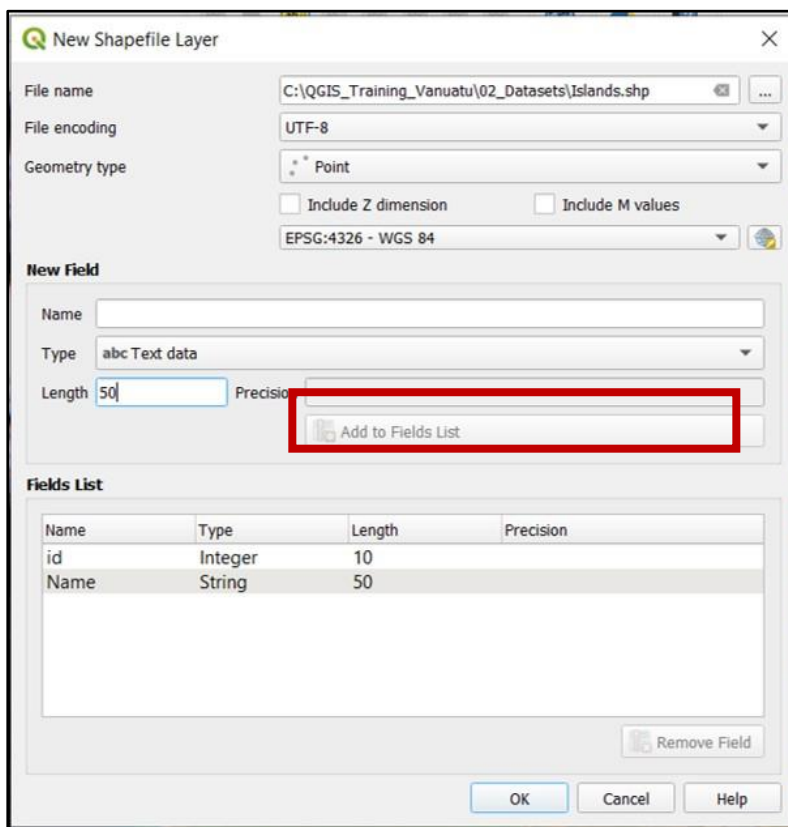 New Shapefile Layer
File name C:\QGIS_Training_Vanuatu\02_Datasets\Islands.shp ...
File encoding UTF-8
Geometry type Point
Include Z dimension Include M values
EPSG:4326 - WGS 84
New Field
Name
Type abc Text data
Length 50 Precision
Add to Fields List
Fields List
Name Type Length Precision
id Integer 10
Name String 50
Remove Field
OK Cancel Help